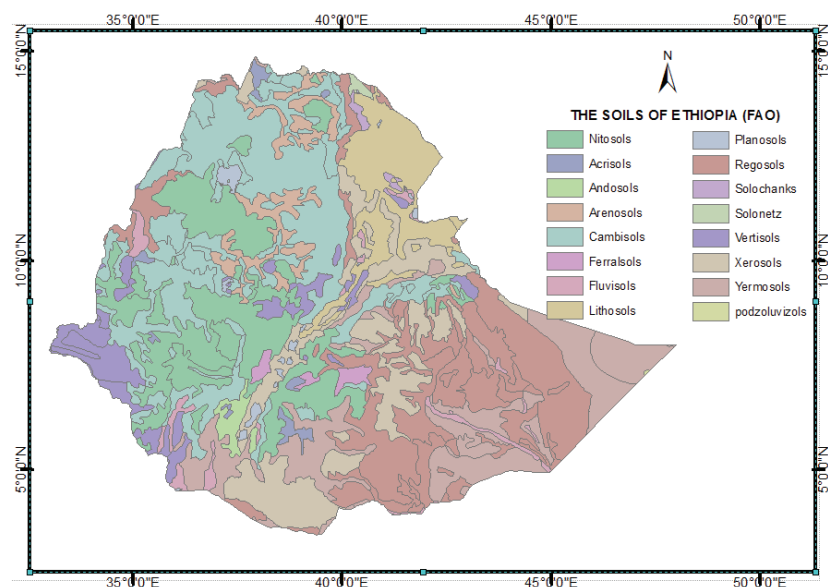 35°0'0"E 40°0'0"E 45°0'0"E 50°0'0"E
15°0'0"N 15°0'0"N
N
THE SOILS OF ETHIOPIA (FAO)
Nitosols Planosols
Acrisols Regosols
Andosols Solochanks
Arenosols Solonetz
Cambisols Vertisols
Ferralsols Xerosols
Fluvisols Yermosols
Lithosols podzoluvizols
10°0'0"N 10°0'0"N
5°0'0"N 5°0'0"N
35°0'0"E 40°0'0"E 45°0'0"E 50°0'0"E